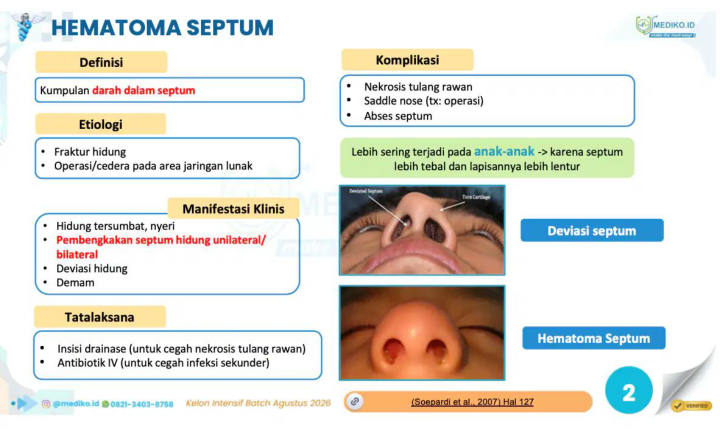 HEMATOMA SEPTUM
MEDIKO.ID
Definisi
Kumpulan darah dalam septum
Etiologi
• Fraktur hidung
• Operasi/cedera pada area jaringan lunak
Manifestasi Klinis
• Hidung tersumbat, nyeri
• Pembengkakan septum hidung unilateral/
bilateral
• Deviasi hidung
• Demam
Tatalaksana
• Insisi drainase (untuk cegah nekrosis tulang rawan)
• Antibiotik IV (untuk cegah infeksi sekunder)
Komplikasi
• Nekrosis tulang rawan
• Saddle nose (tx: operasi)
• Abses septum
Lebih sering terjadi pada anak-anak -> karena septum
lebih tebal dan lapisannya lebih lentur
Deviated Septum
Torn Cartilage
Deviasi septum
Hematoma Septum
@mediko.id 0821-3403-8758 Kelon Intensif Batch Agustus 2026
(Soepardi et al., 2007) Hal 127
2
VERIFIED